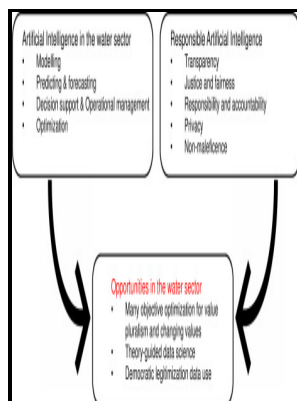 Artificial Intelligence in the water sector
• Modelling
• Predicting & forecasting
• Decision support & Operational management
• Optimization
Responsible Artificial Intelligence
• Transparency
• Justice and fairness
• Responsibility and accountability
• Privacy
• Non-maleficence
Opportunities in the water sector
• Many objective optimization for value
pluralism and changing values
• Theory-guided data science
• Democratic legitimization data use